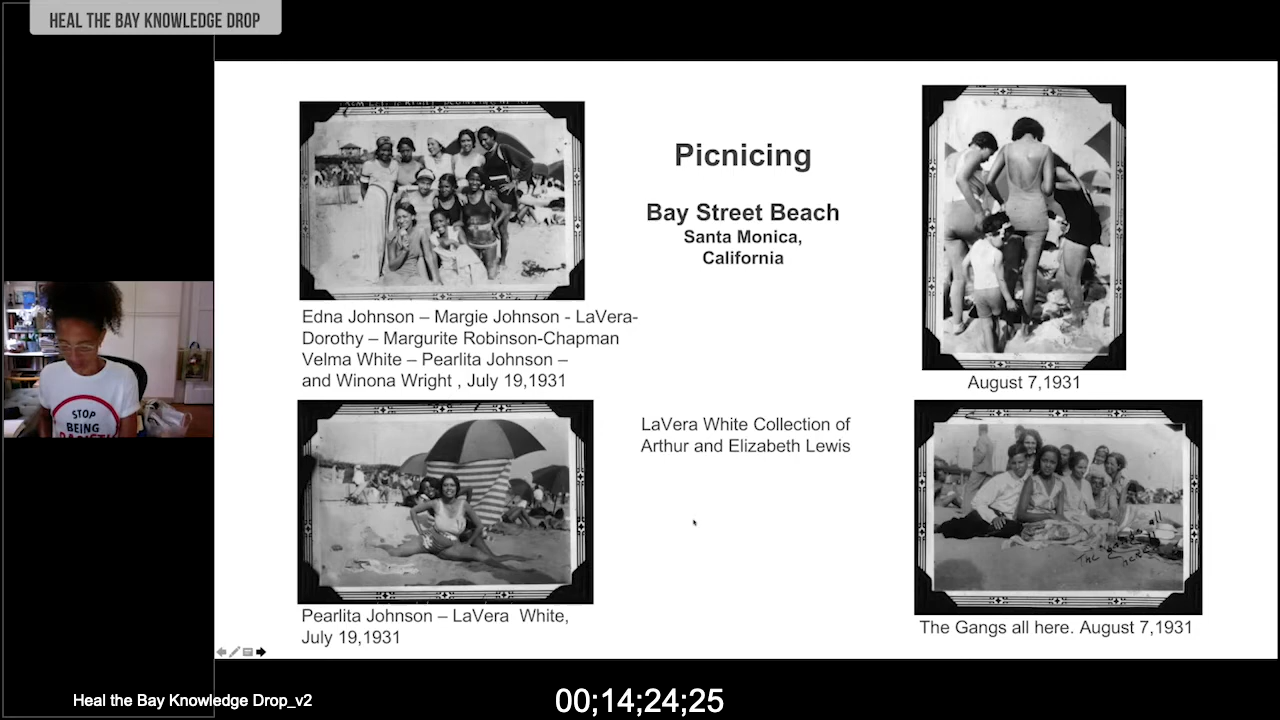 HEAL THE BAY KNOWLEDGE DROP
Picnicing
Bay Street Beach
Santa Monica,
California
Edna Johnson – Margie Johnson - LaVera-
Dorothy – Margurite Robinson-Chapman
Velma White – Pearlita Johnson –
and Winona Wright , July 19,1931
August 7,1931
STOP
BEING
LaVera White Collection of
Arthur and Elizabeth Lewis
Pearlita Johnson – LaVera White,
July 19,1931
The Gangs all here. August 7,1931
Heal the Bay Knowledge Drop_v2
00;14;24;25